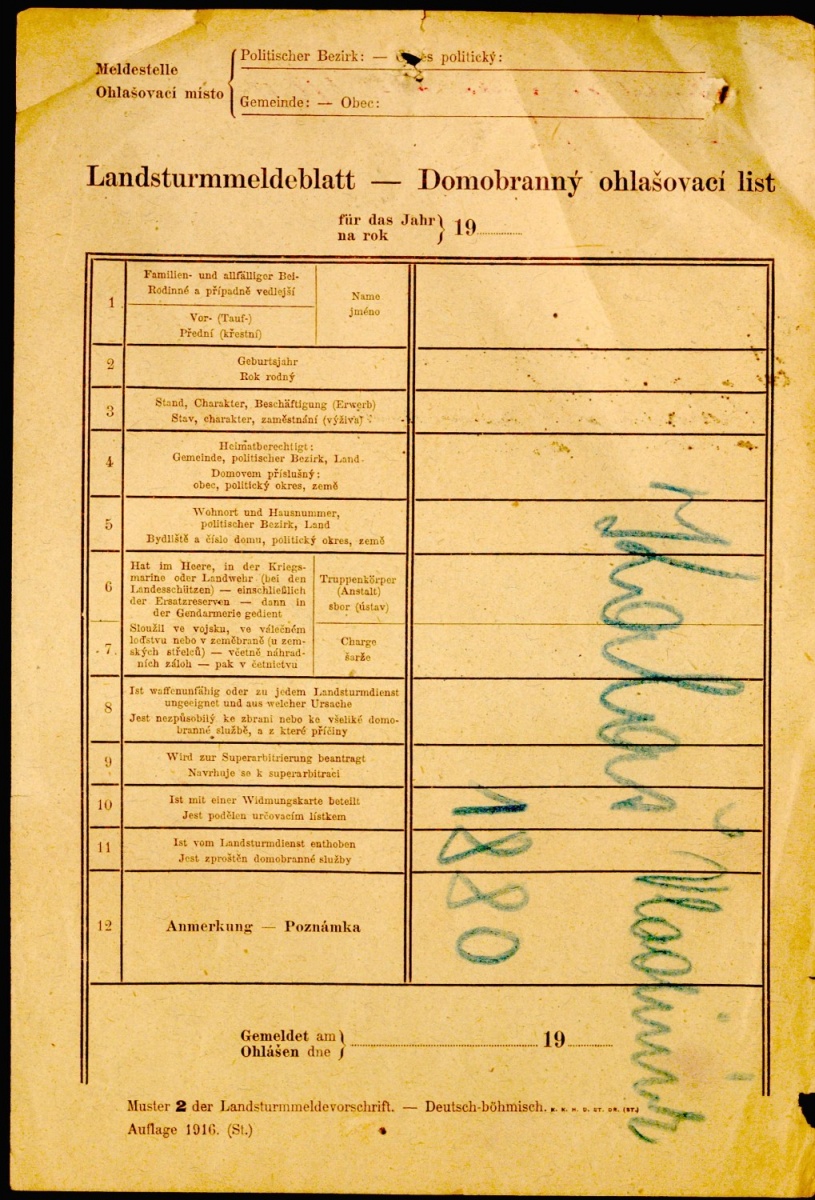 Meldestelle
Ohlašovací místo
Politischer Bezirk: — politický:
Gemeinde: — Obec:
Landsturmmeldeblatt — Domobranný ohlašovací list
für das Jahr
na rok
19
1
Familien- und allfälliger Bei-
Rodinné a případně vedlejší
Vor- (Tauf-)
Přední (křestní)
Name
jméno
2
Geburtsjahr
Rok rodný
3
Stand, Charakter, Beschäftigung (Erwerb)
Stav, charakter, zaměstnání (výživa)
4
Heimatberechtigt:
Gemeinde, politischer Bezirk, Land
Domovem příslušný:
obec, politický okres, země
5
Wohnort und Hausnummer,
politischer Bezirk, Land
Bydliště a číslo domu, politický okres, země
6
Hat im Heere, in der Kriegs-
marine oder Landwehr (bei den
Landesschützen) — einschließlich
der Ersatzreserven — dann in
der Gendarmerie gedient
Truppenkörper
(Anstalt)
sbor (ústav)
7
Sloužil ve vojsku, ve válečném
loďstvu nebo v zeměbraně (u zem-
ských střelců) — včetně náhrad-
ních záloh — pak v četnictvu
Charge
šarže
8
Ist waffenunfähig oder zu jedem Landsturmdienst
ungeeignet und aus welcher Ursache
Jest nezpůsobilý ke zbrani nebo ke všeliké domo-
branné službě, a z které příčiny
9
Wird zur Superarbitrierung beantragt
Navrhuje se k superarbitraci
10
Ist mit einer Widmungskarte beteilt
Jest podělen určovacím lístkem
11
Ist vom Landsturmdienst enthoben
Jest zproštěn domobranné služby
12
Anmerkung — Poznámka
Kalaš Vladimír
1880
Gemeldet am
Ohlášen dne
19
Muster 2 der Landsturmmeldevorschrift. — Deutsch-böhmisch.
Auflage 1916. (St.)